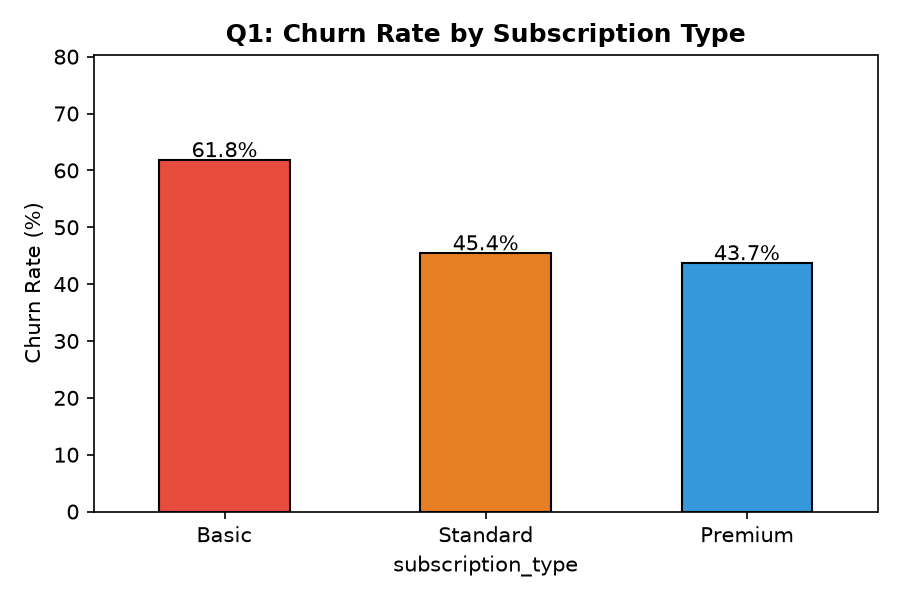 Q1: Churn Rate by Subscription Type
Churn Rate (%)
80
70
60
50
40
30
20
10
0
61.8%
45.4%
43.7%
Basic
Standard
Premium
subscription_type